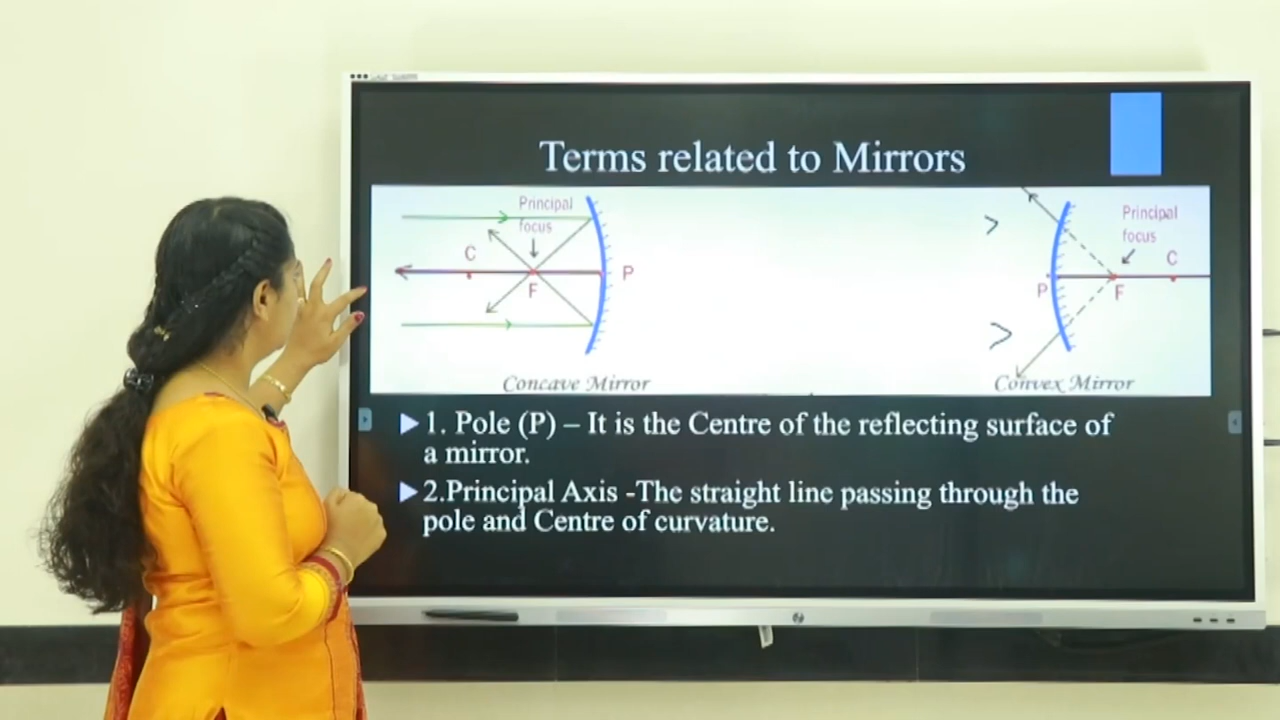 Terms related to Mirrors
Principal
focus
C
F
P
Concave Mirror
Principal
focus
C
P
F
Convex Mirror
1. Pole (P) – It is the Centre of the reflecting surface of
a mirror.
2.Principal Axis -The straight line passing through the
pole and Centre of curvature.
hp